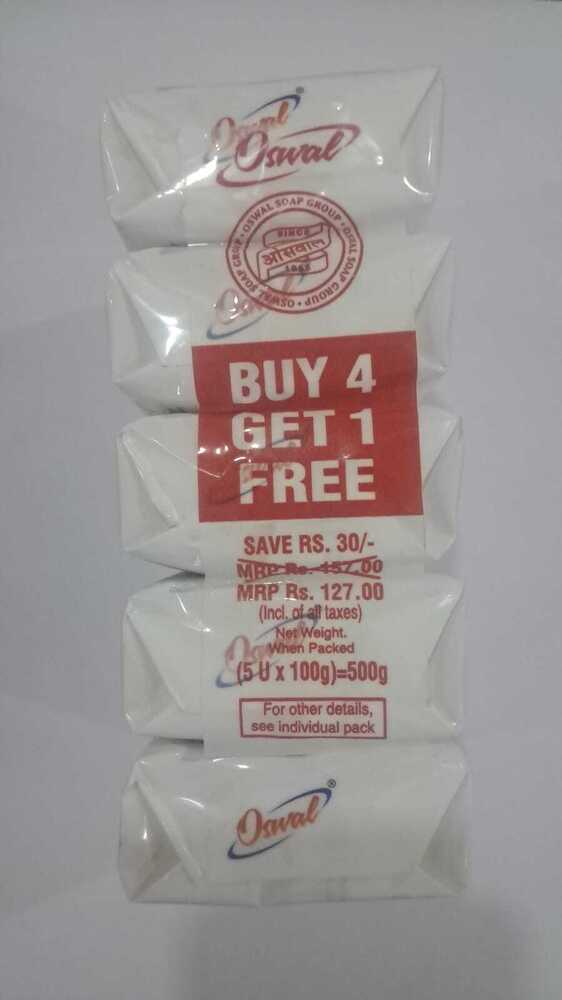 Oswal
Oswal
OSWAL SOAP GROUP
SINCE
ओसवाल
BUY 4
GET 1
FREE
SAVE RS. 30/-
MRP Rs. 157.00
MRP Rs. 127.00
(Incl. of all taxes)
Net Weight.
When Packed
(5 U x 100g)=500g
For other details,
see individual pack
Oswal